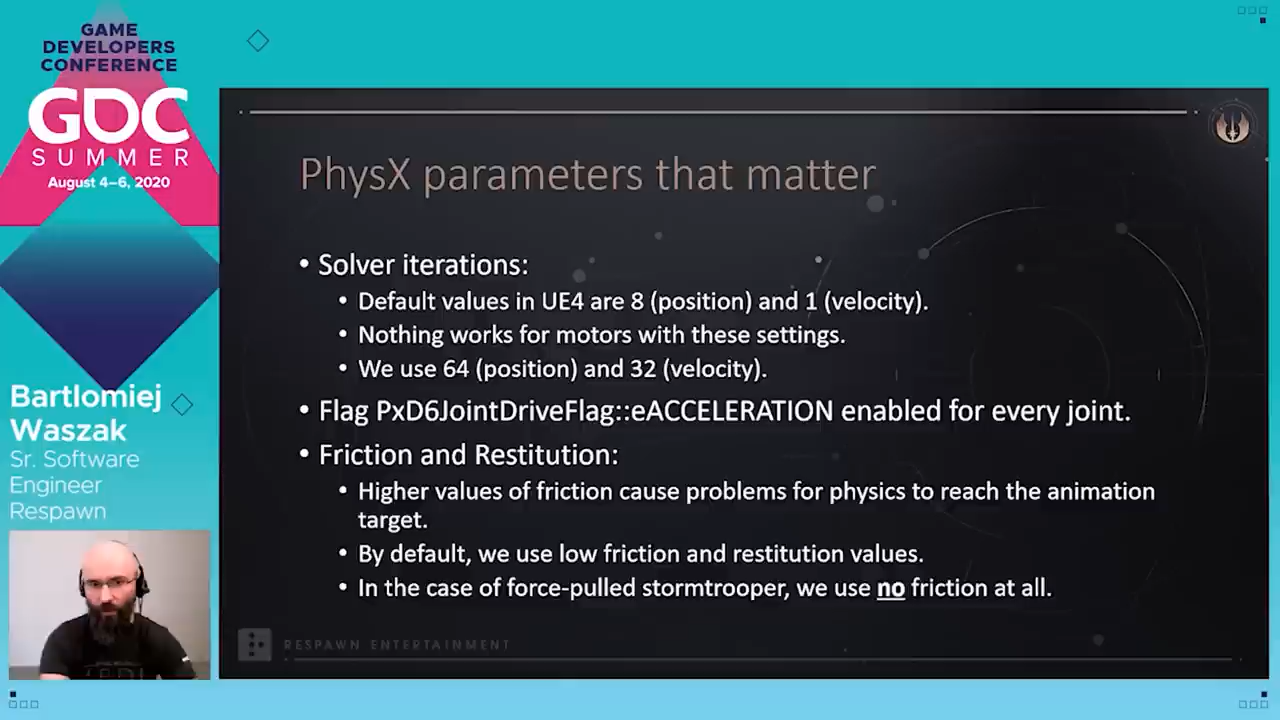 GAME
DEVELOPERS
CONFERENCE
GDC
SUMMER
August 4–6, 2020
Bartlomiej
Waszak
Sr. Software
Engineer
Respawn
PhysX parameters that matter
• Solver iterations:
• Default values in UE4 are 8 (position) and 1 (velocity).
• Nothing works for motors with these settings.
• We use 64 (position) and 32 (velocity).
• Flag PxD6JointDriveFlag::eACCELERATION enabled for every joint.
• Friction and Restitution:
• Higher values of friction cause problems for physics to reach the animation
target.
• By default, we use low friction and restitution values.
• In the case of force-pulled stormtrooper, we use no friction at all.
RESPAWN ENTERTAINMENT